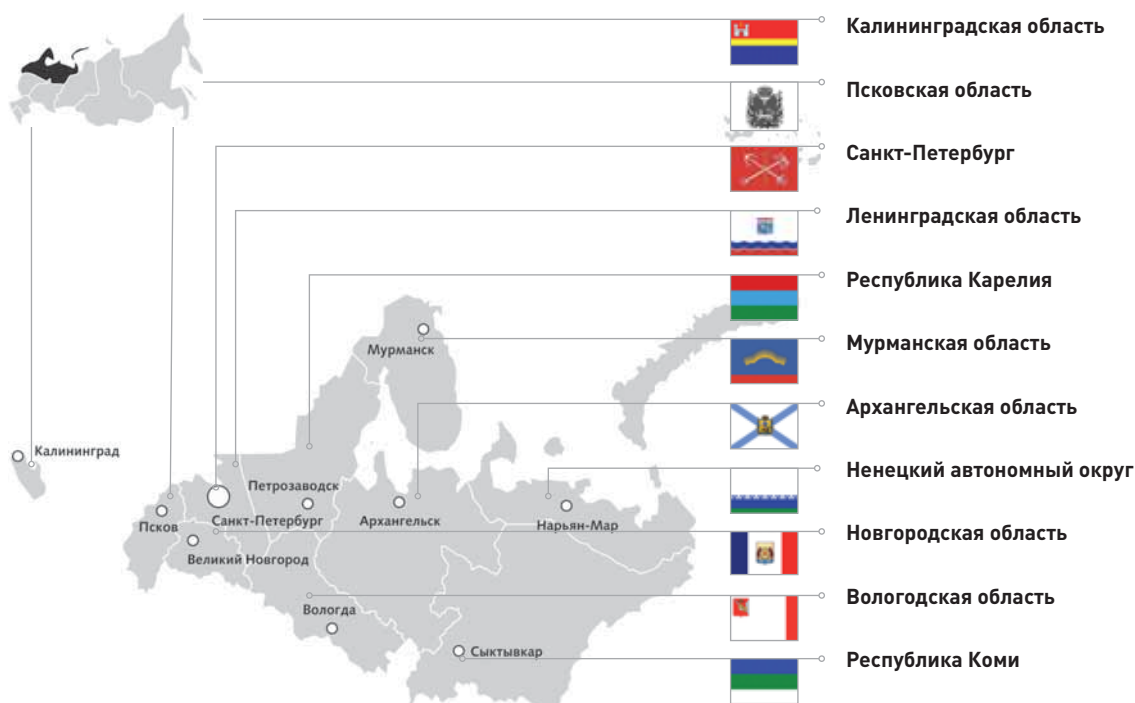 Калининградская область
Псковская область
Санкт-Петербург
Ленинградская область
Республика Карелия
Мурманская область
Архангельская область
Ненецкий автономный округ
Новгородская область
Вологодская область
Республика Коми
Мурманск
Калининград
Петрозаводск
Псков
Санкт-Петербург
Архангельск
Нарьян-Мар
Великий Новгород
Вологда
Сыктывкар